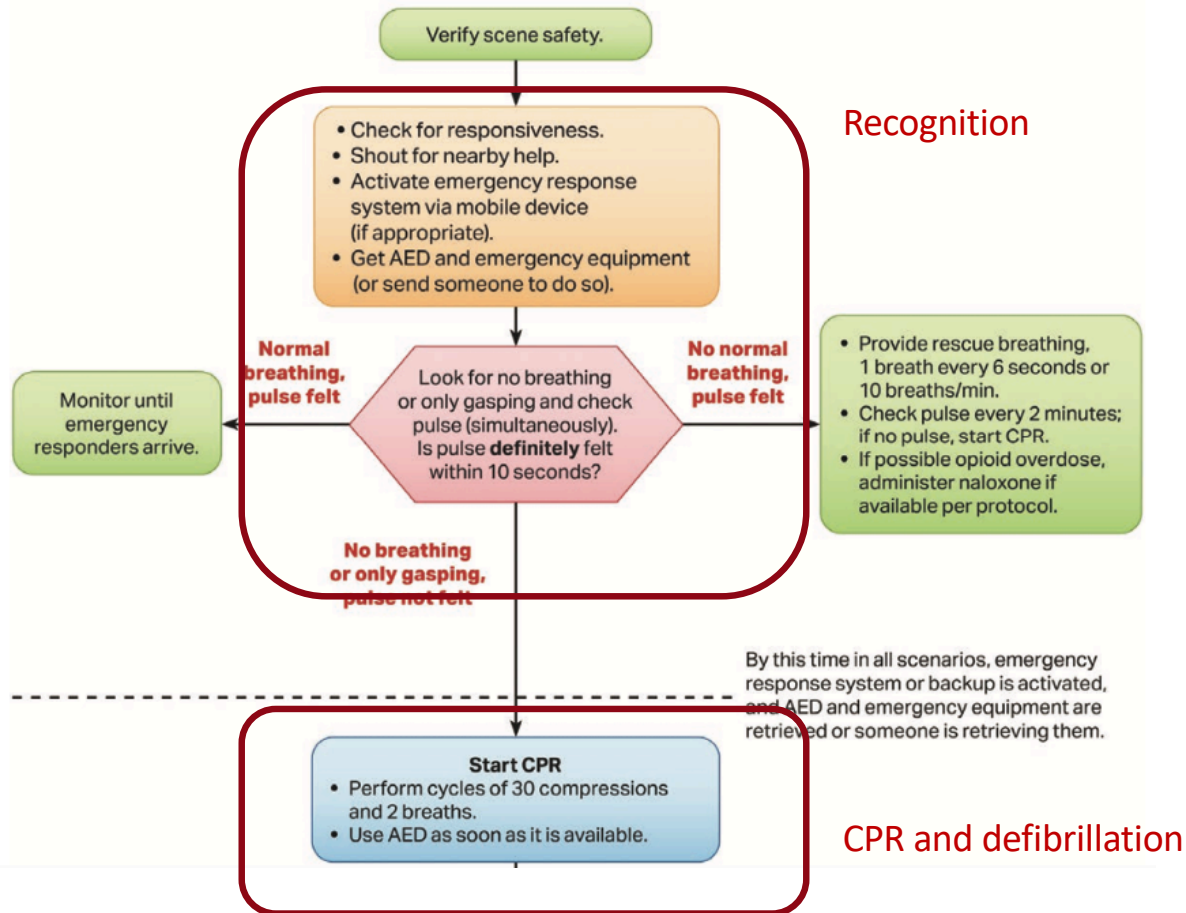 Verify scene safety.
Recognition
• Check for responsiveness.
• Shout for nearby help.
• Activate emergency response
system via mobile device
(if appropriate).
• Get AED and emergency equipment
(or send someone to do so).
Normal
breathing,
pulse felt
Monitor until
emergency
responders arrive.
Look for no breathing
or only gasping and check
pulse (simultaneously).
Is pulse definitely felt
within 10 seconds?
No normal
breathing,
pulse felt
• Provide rescue breathing,
1 breath every 6 seconds or
10 breaths/min.
• Check pulse every 2 minutes;
if no pulse, start CPR.
• If possible opioid overdose,
administer naloxone if
available per protocol.
No breathing
or only gasping,
pulse not felt
By this time in all scenarios, emergency
response system or backup is activated,
and AED and emergency equipment are
retrieved or someone is retrieving them.
Start CPR
• Perform cycles of 30 compressions
and 2 breaths.
• Use AED as soon as it is available.
CPR and defibrillation